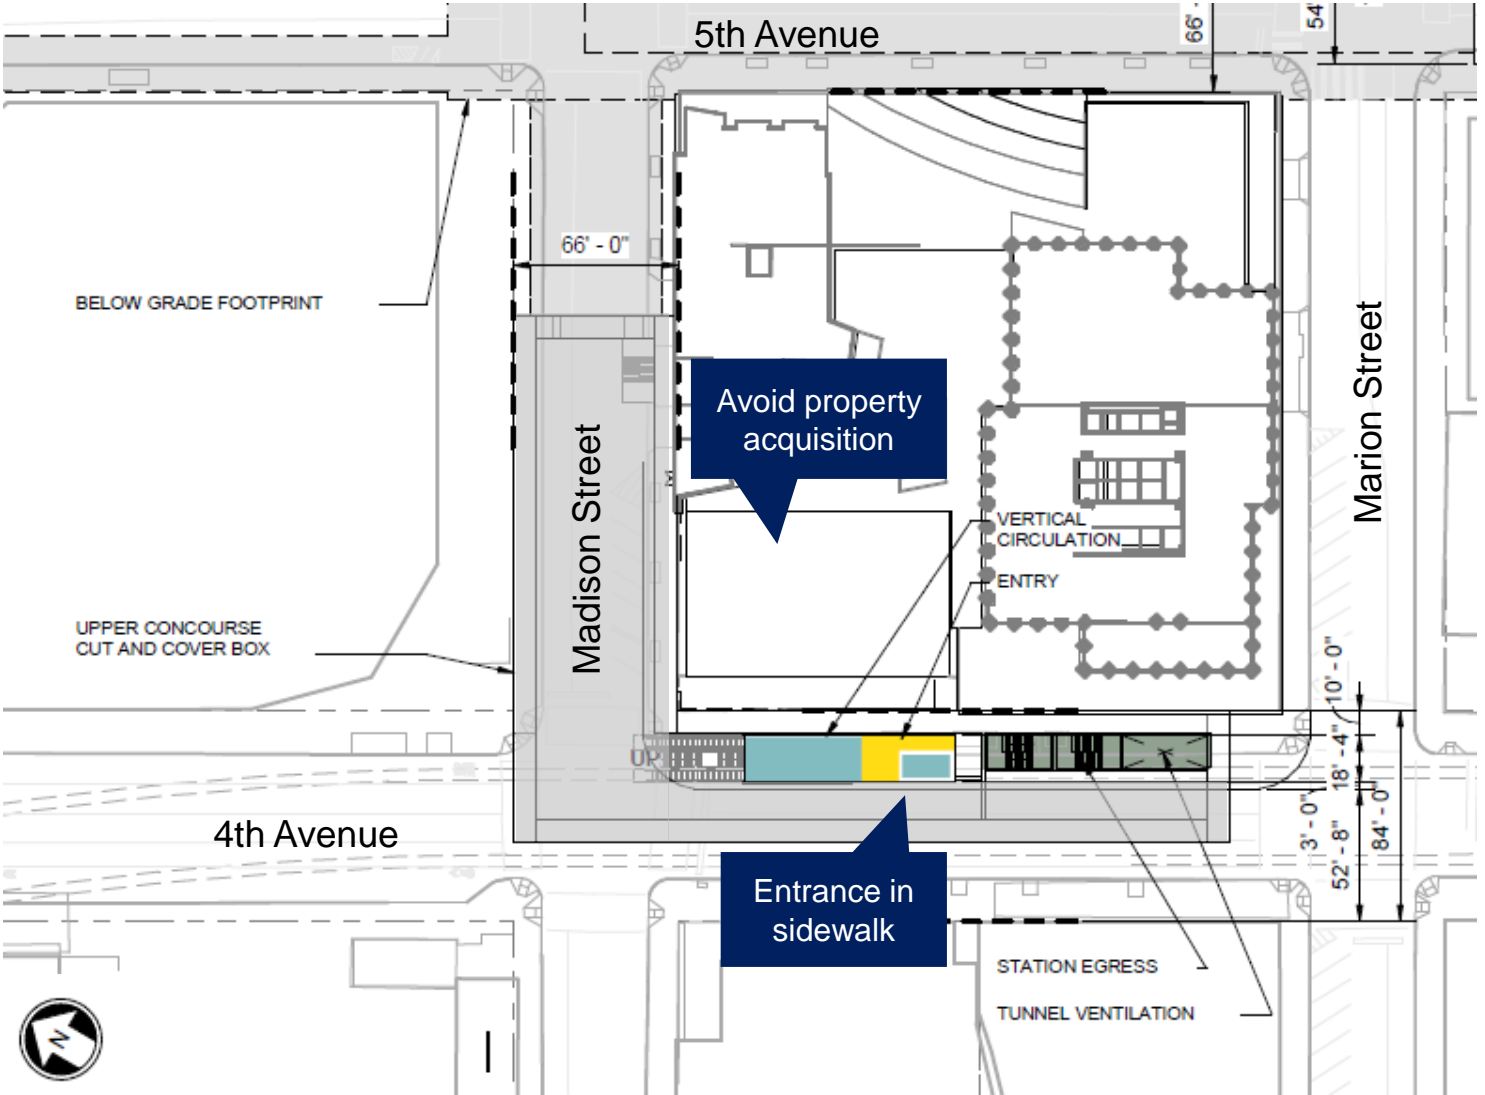 5th Avenue
66' -
54'
66' - 0"
BELOW GRADE FOOTPRINT
Marion Street
Avoid property
acquisition
Madison Street
VERTICAL
CIRCULATION
ENTRY
UPPER CONCOURSE
CUT AND COVER BOX
10' - 0"
18' - 4"
3' - 0"
52' - 8"
84' - 0"
UP
4th Avenue
Entrance in
sidewalk
STATION EGRESS
TUNNEL VENTILATION
N